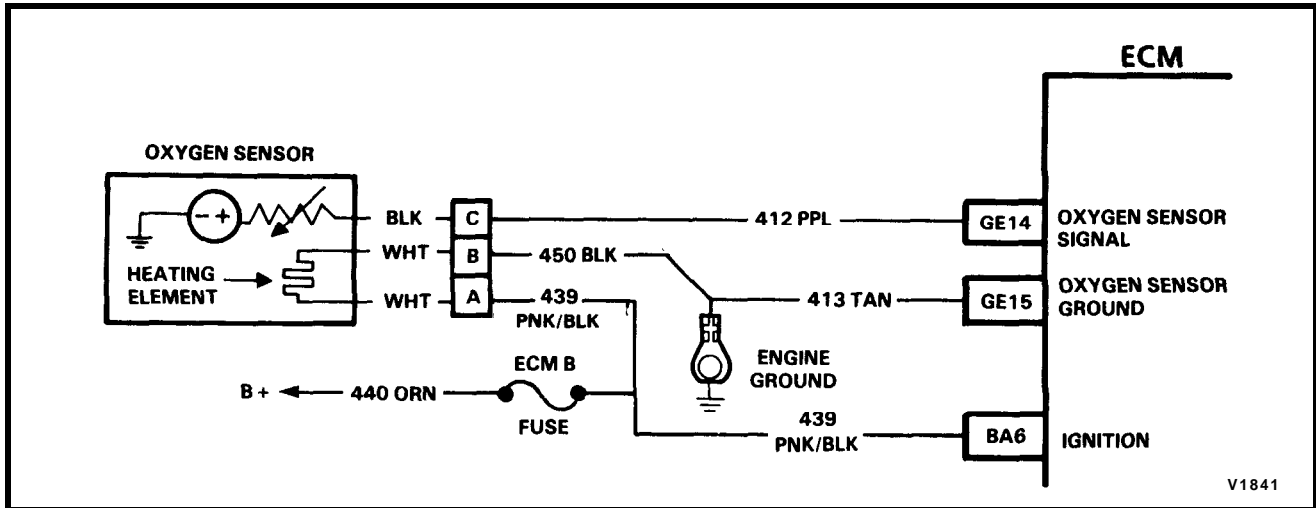 ECM
OXYGEN SENSOR
- +
BLK
C
412 PPL
GE14
OXYGEN SENSOR
SIGNAL
WHT
B
450 BLK
HEATING
ELEMENT
WHT
A
439
PNK/BLK
413 TAN
GE15
OXYGEN SENSOR
GROUND
ENGINE
GROUND
B +
440 ORN
ECM B
FUSE
439
PNK/BLK
BA6
IGNITION
V1841